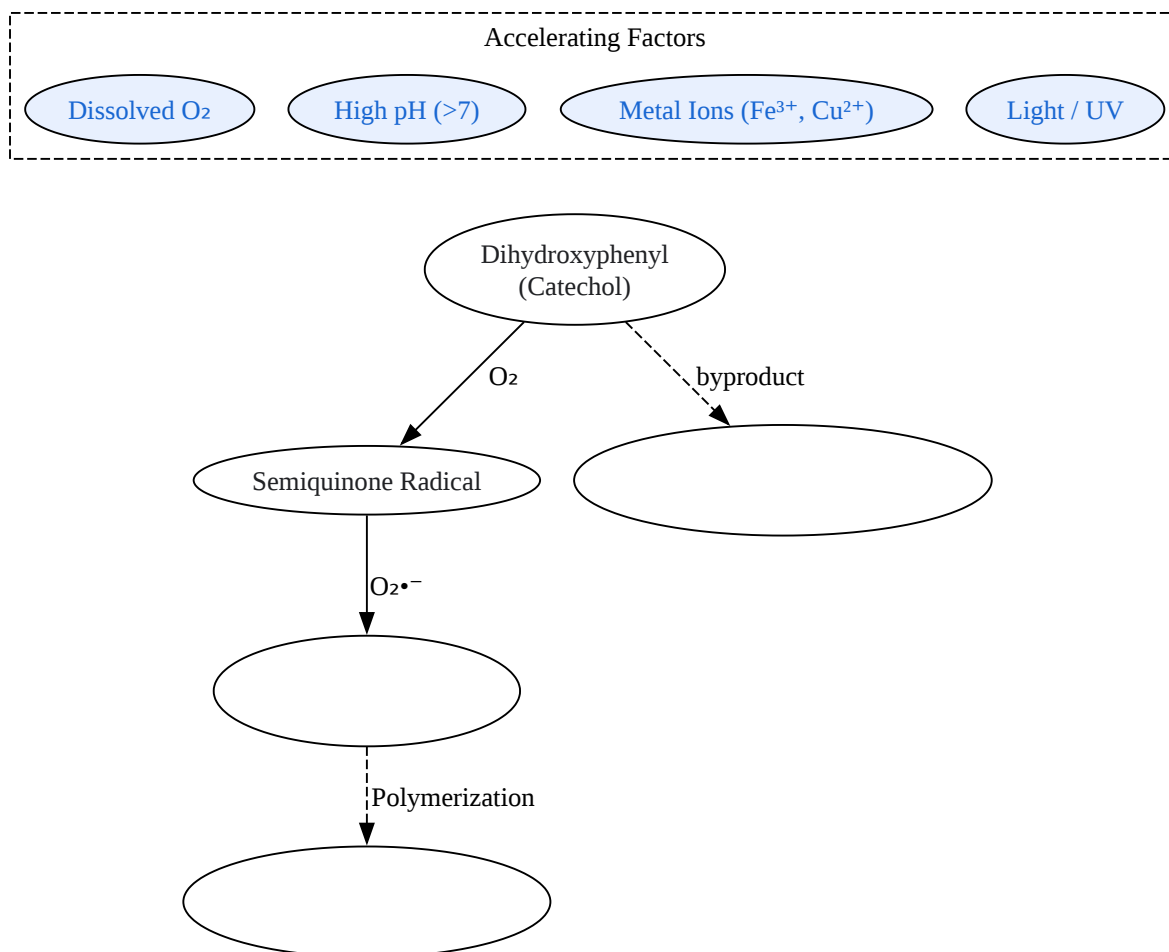 Accelerating Factors
Dissolved O₂
High pH (>7)
Metal Ions (Fe³⁺, Cu²⁺)
Light / UV
Dihydroxyphenyl
(Catechol)
O₂
byproduct
Semiquinone Radical
O₂•⁻
Polymerization